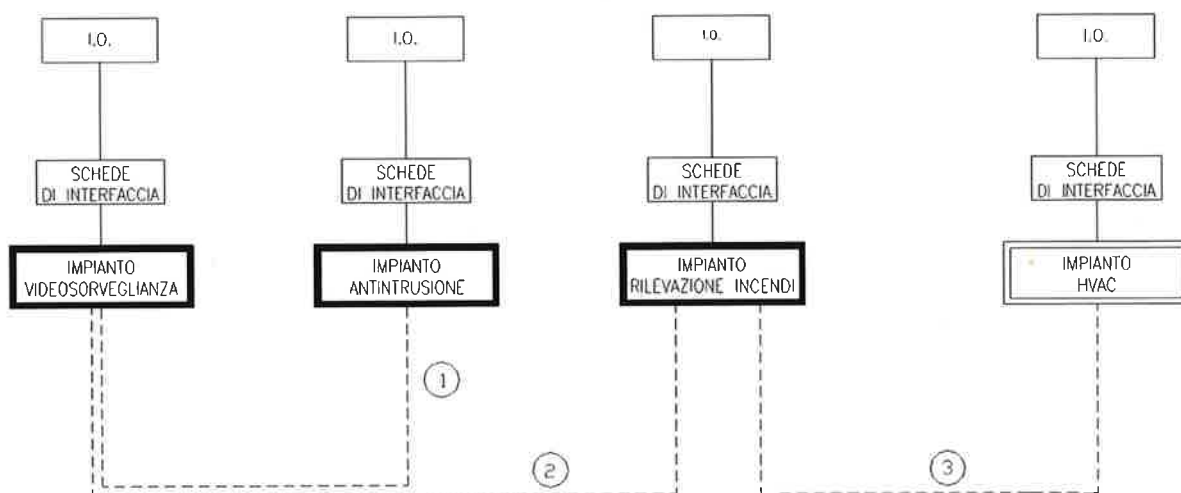 I.O.
I.O.
I.O.
I.O.
SCHEDE
DI INTERFACCIA
SCHEDE
DI INTERFACCIA
SCHEDE
DI INTERFACCIA
SCHEDE
DI INTERFACCIA
IMPIANTO
VIDEOSORVEGLIANZA
IMPIANTO
ANTINTRUSIONE
IMPIANTO
RILEVAZIONE INCENDI
IMPIANTO
HVAC
1
2
3